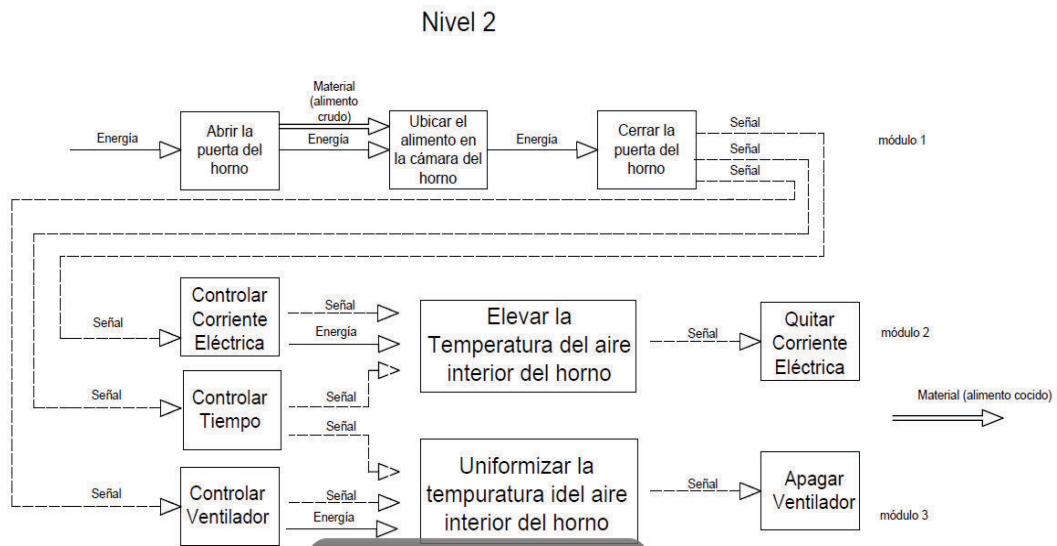 Nivel 2
Material
(alimento
crudo)
Energía
Abrir la
puerta del
horno
Energía
Ubicar el
alimento en
la cámara del
horno
Energía
Cerrar la
puerta del
horno
Señal
Señal
Señal
módulo 1
Señal
Controlar
Corriente
Eléctrica
Señal
Energía
Elevar la
Temperatura del aire
interior del horno
Señal
Quitar
Corriente
Eléctrica
módulo 2
Señal
Controlar
Tiempo
Señal
Señal
Material (alimento cocido)
Señal
Controlar
Ventilador
Señal
Energía
Uniformizar la
tempuratura idel aire
interior del horno
Señal
Apagar
Ventilador
módulo 3